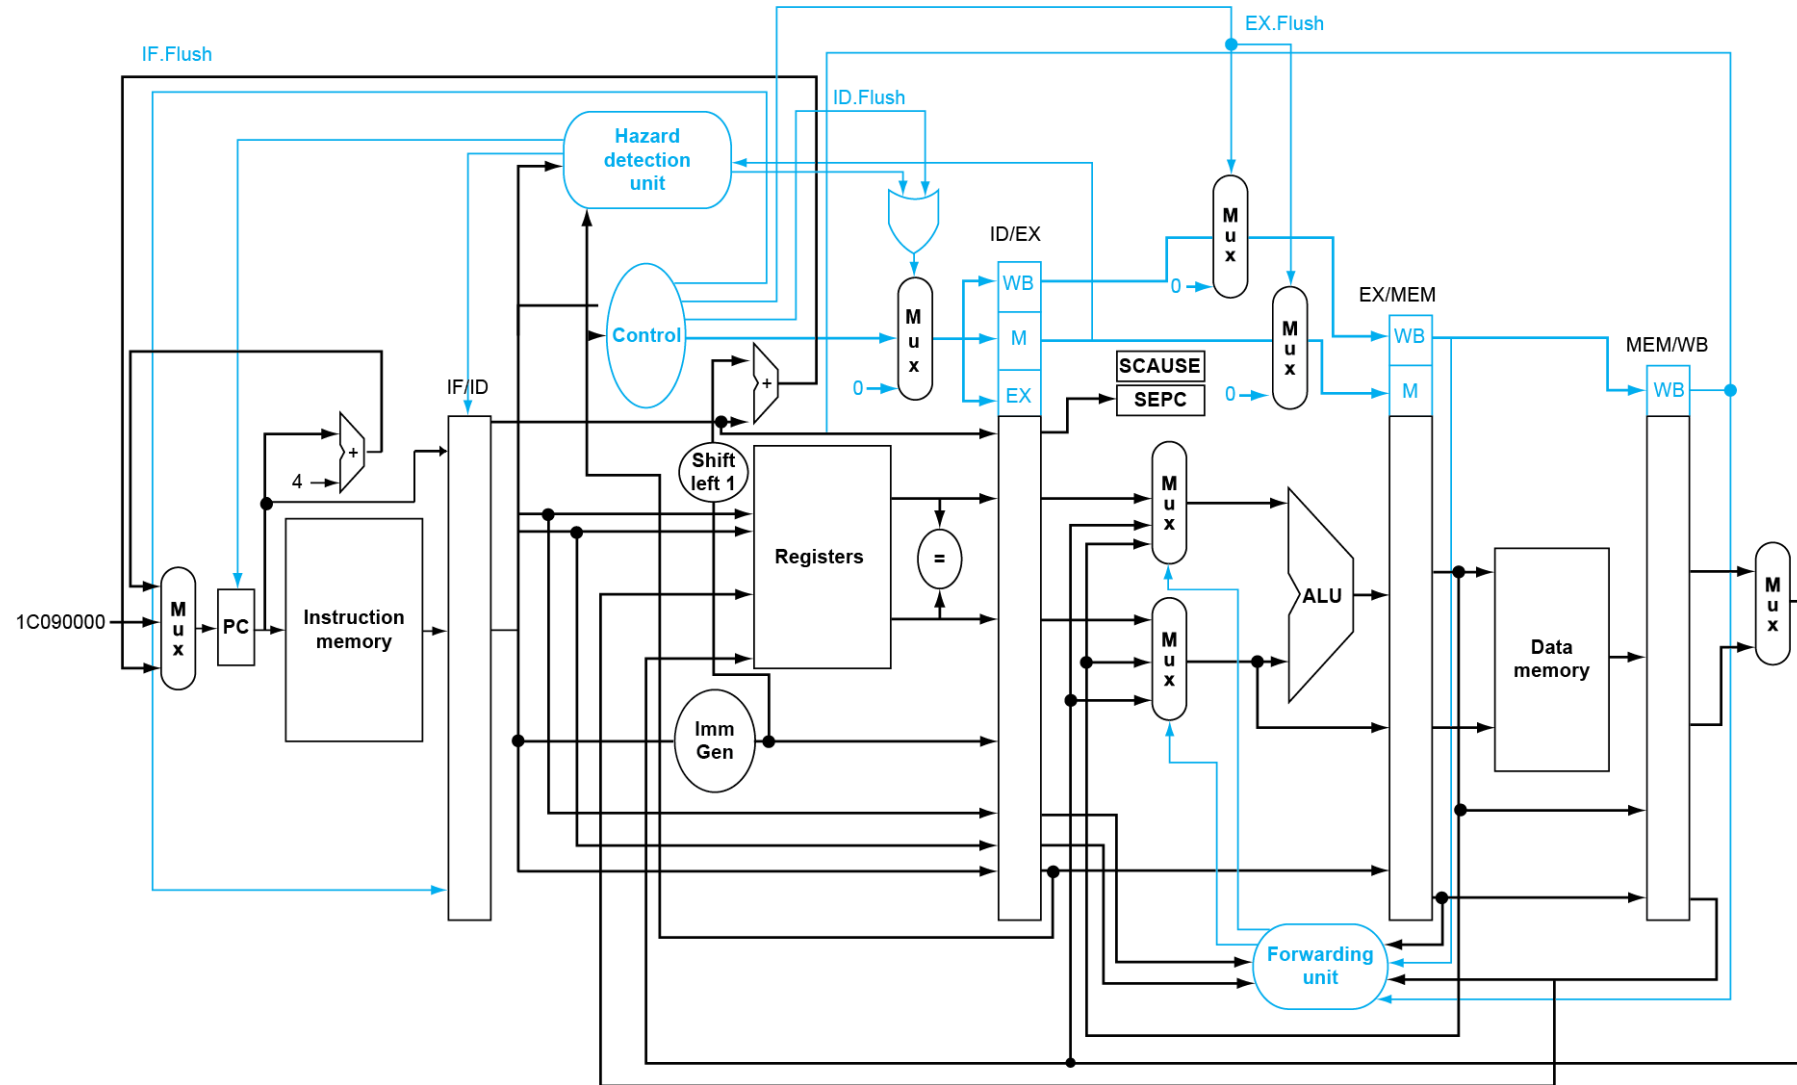 EX.Flush
IF.Flush
ID.Flush
Hazard
detection
unit
M
u
x
ID/EX
WB
0
EX/MEM
Control
M
u
x
M
M
u
x
WB
MEM/WB
SCAUSE
+
0
EX
SEPC
0
M
WB
IF/ID
+
4
Shift
left 1
M
u
x
Registers
=
ALU
M
u
x
1C090000
M
u
x
PC
Instruction
memory
M
u
x
Data
memory
Imm
Gen
Forwarding
unit